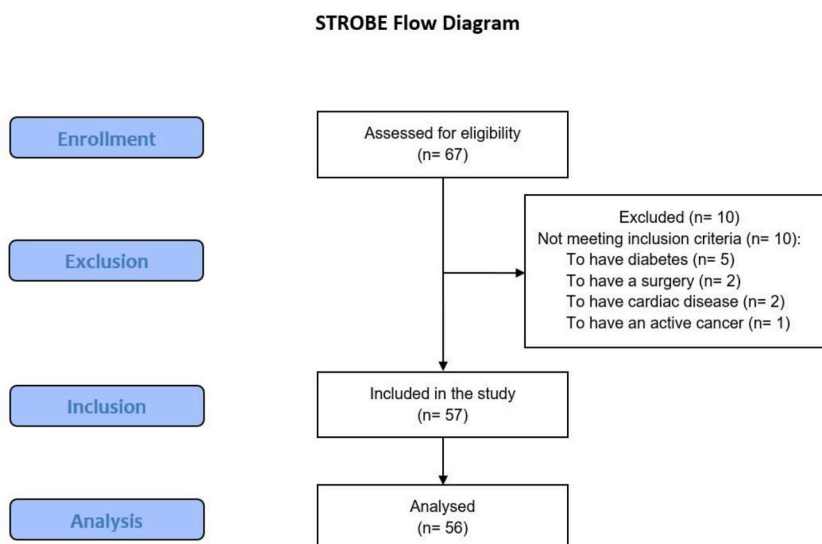 STROBE Flow Diagram
Enrollment
Assessed for eligibility
(n= 67)
Exclusion
Excluded (n= 10)
Not meeting inclusion criteria (n= 10):
To have diabetes (n= 5)
To have a surgery (n= 2)
To have cardiac disease (n= 2)
To have an active cancer (n= 1)
Inclusion
Included in the study
(n= 57)
Analysis
Analysed
(n= 56)